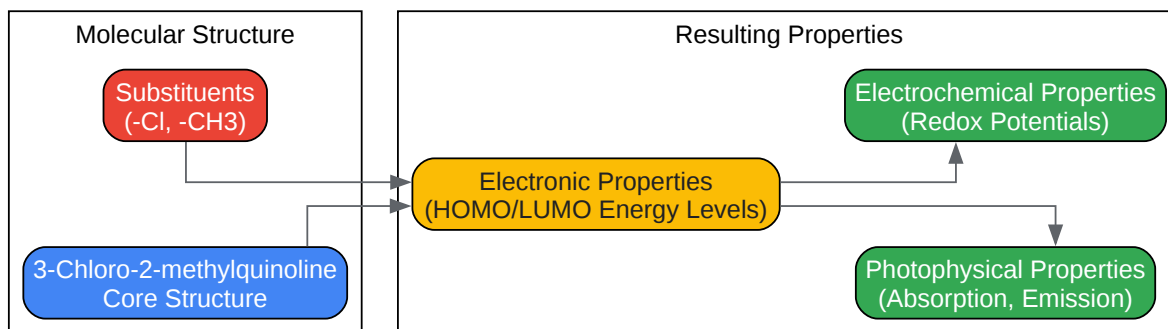 Molecular Structure
Substituents
(-Cl, -CH3)
3-Chloro-2-methylquinoline
Core Structure
Resulting Properties
Electronic Properties
(HOMO/LUMO Energy Levels)
Electrochemical Properties
(Redox Potentials)
Photophysical Properties
(Absorption, Emission)